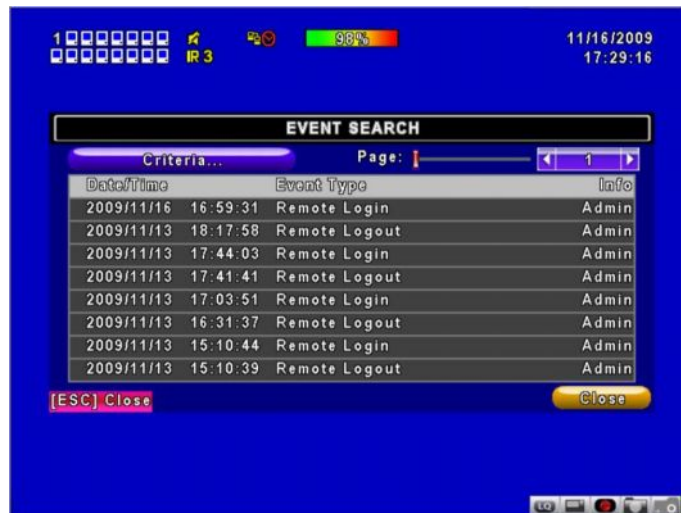 1 98% 11/16/2009
IR 3 17:29:16
EVENT SEARCH
Criteria... Page: 1
Date/Time Event Type Info
2009/11/16 16:59:31 Remote Login Admin
2009/11/13 18:17:58 Remote Logout Admin
2009/11/13 17:44:03 Remote Login Admin
2009/11/13 17:41:41 Remote Logout Admin
2009/11/13 17:03:51 Remote Login Admin
2009/11/13 16:31:37 Remote Logout Admin
2009/11/13 15:10:44 Remote Login Admin
2009/11/13 15:10:39 Remote Logout Admin
[ESC] Close Close
LQ